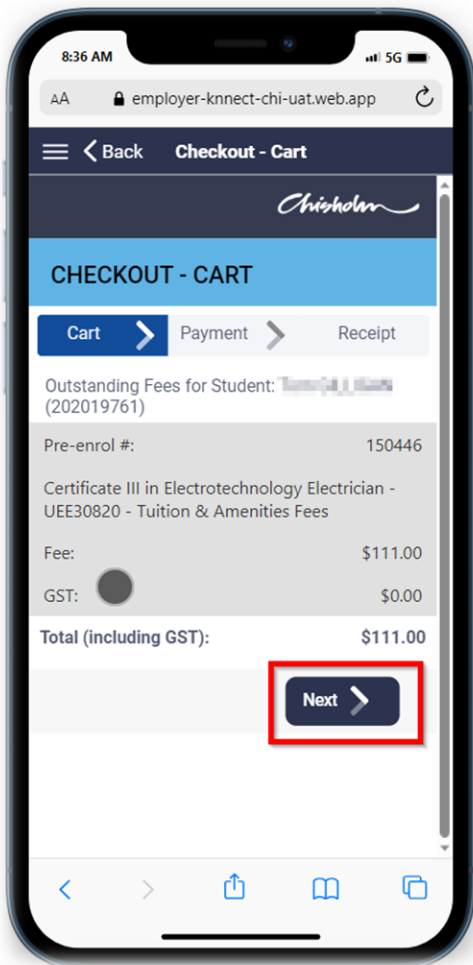 8:36 AM
5G
AA employer-knnect-chi-uat.web.app
Back Checkout - Cart
Chisholm
CHECKOUT - CART
Cart Payment Receipt
Outstanding Fees for Student:
(202019761)
Pre-enrol #: 150446
Certificate III in Electrotechnology Electrician -
UEE30820 - Tuition & Amenities Fees
Fee: $111.00
GST: $0.00
Total (including GST): $111.00
Next